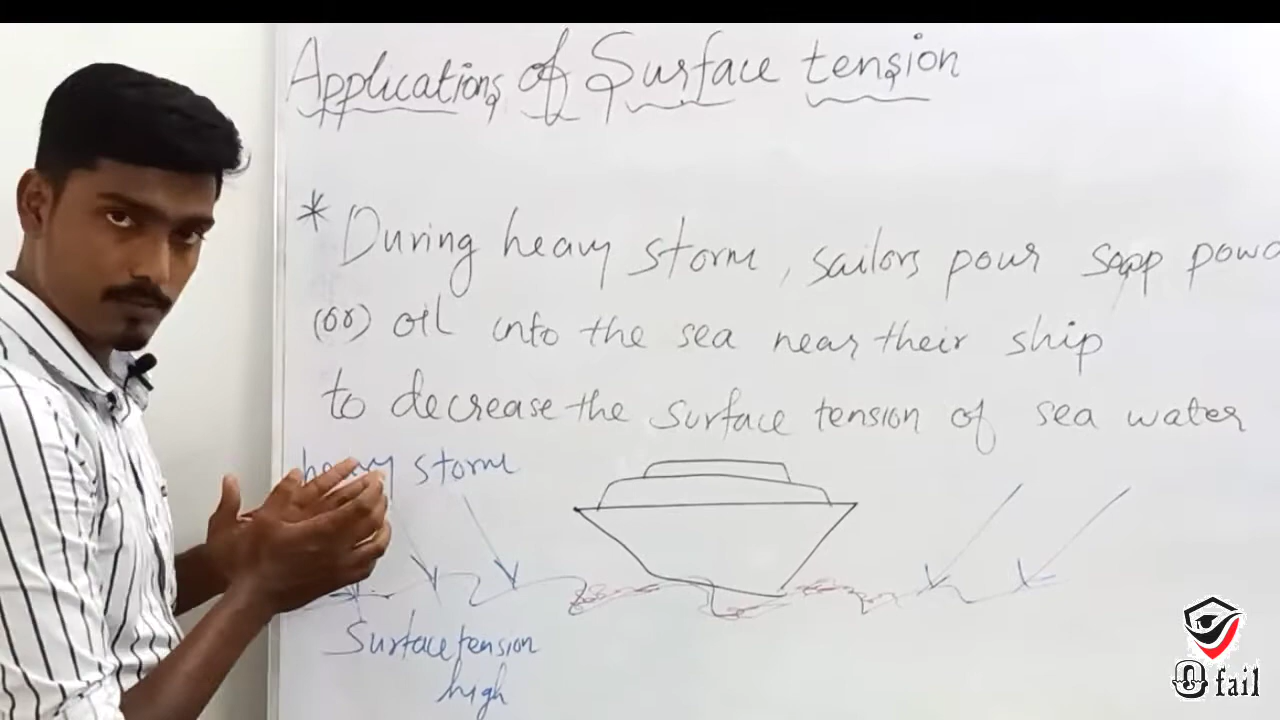 Applications of Surface tension
* During heavy storm, sailors pour soap powd
(or) oil into the sea near their ship
to decrease the surface tension of sea water
heavy storm
Surface tension
high
0 fail